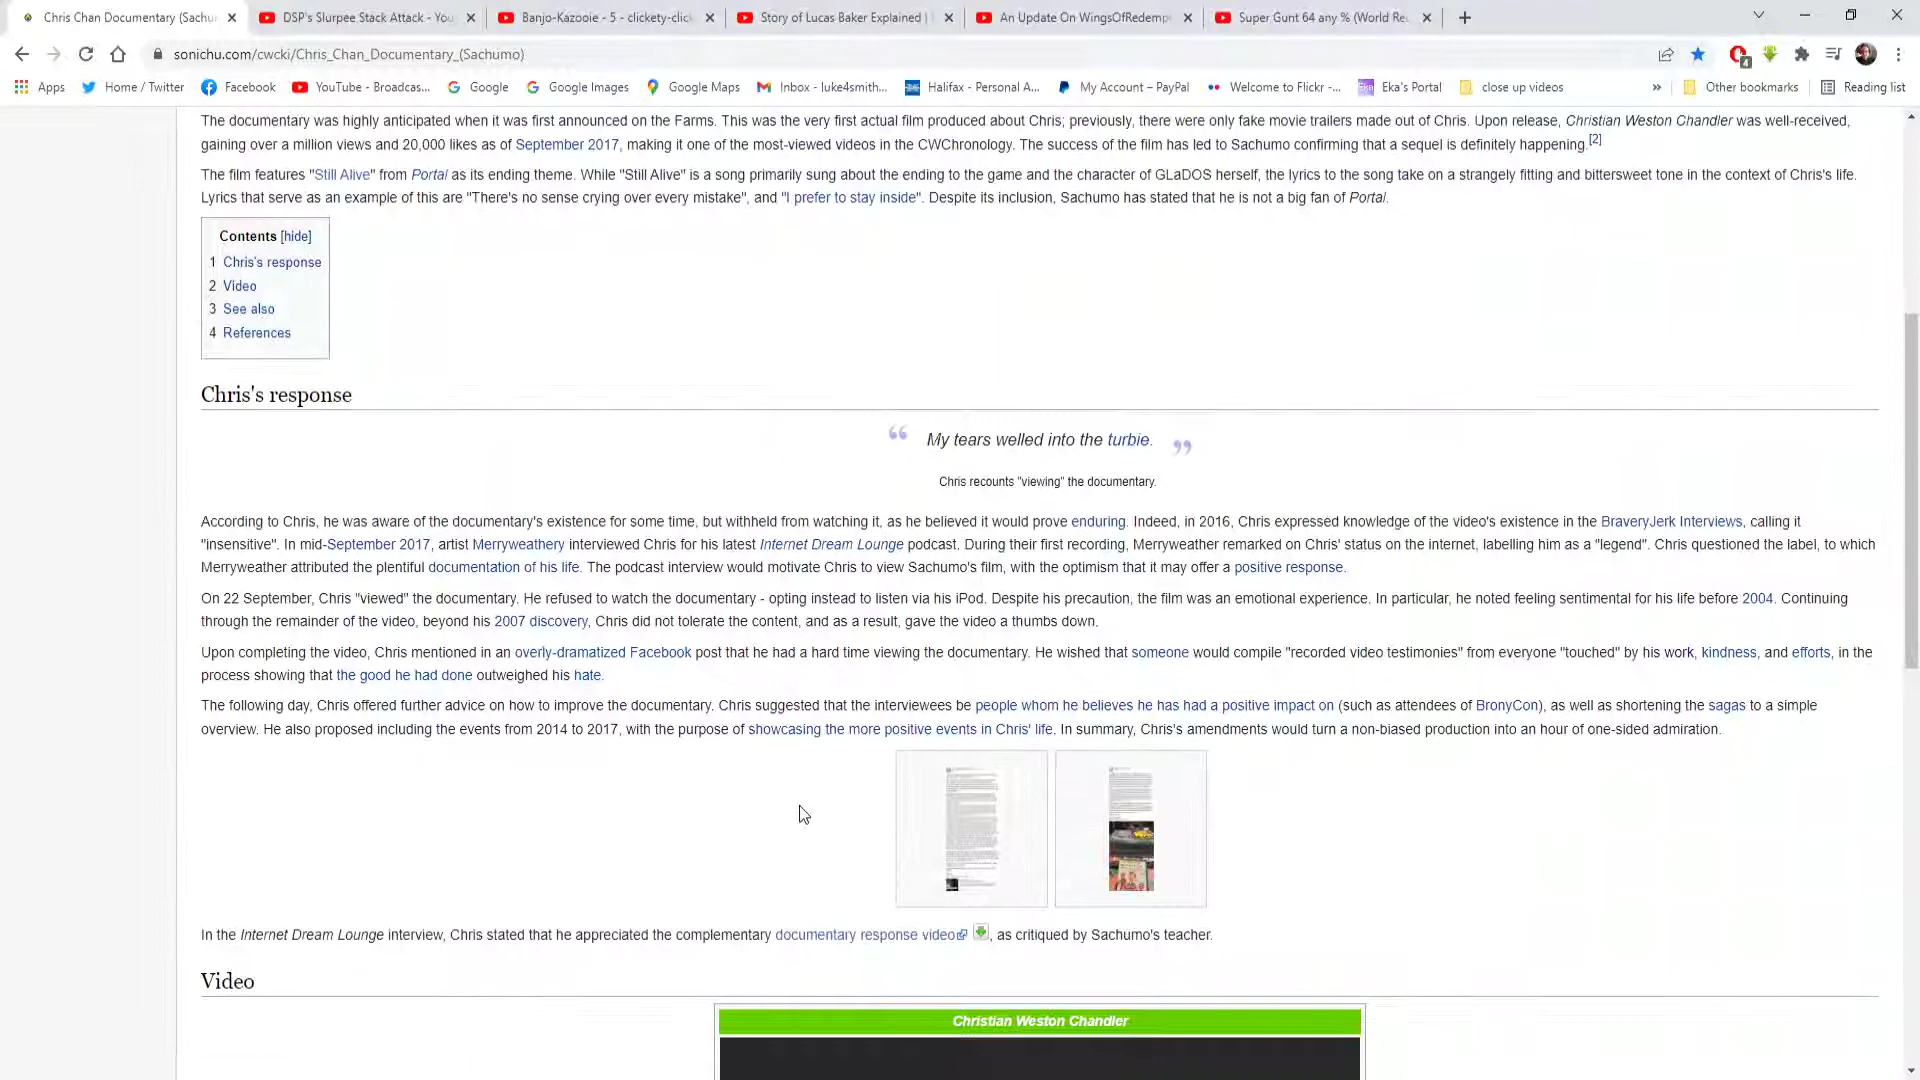 Chris Chan Documentary (Sachu
DSP's Slurpee Stack Attack - You
Banjo-Kazooie - 5 - clickety-click
Story of Lucas Baker Explained |
An Update On WingsOfRedemp
Super Gunt 64 any % (World Re
sonichu.com/cwcki/Chris_Chan_Documentary_(Sachumo)
4
Apps
Home / Twitter
Facebook
YouTube - Broadcas...
Google
Google Images
Google Maps
Inbox - luke4smith...
Halifax - Personal A...
My Account – PayPal
Welcome to Flickr -...
Eka's Portal
close up videos
»
Other bookmarks
Reading list
The documentary was highly anticipated when it was first announced on the Farms. This was the very first actual film produced about Chris; previously, there were only fake movie trailers made out of Chris. Upon release, Christian Weston Chandler was well-received,
gaining over a million views and 20,000 likes as of September 2017, making it one of the most-viewed videos in the CWChronology. The success of the film has led to Sachumo confirming that a sequel is definitely happening.[2]
The film features "Still Alive" from Portal as its ending theme. While "Still Alive" is a song primarily sung about the ending to the game and the character of GLaDOS herself, the lyrics to the song take on a strangely fitting and bittersweet tone in the context of Chris's life.
Lyrics that serve as an example of this are "There's no sense crying over every mistake", and "I prefer to stay inside". Despite its inclusion, Sachumo has stated that he is not a big fan of Portal.
Contents [hide]
1 Chris's response
2 Video
3 See also
4 References
Chris's response
“ My tears welled into the turbie. ”
Chris recounts "viewing" the documentary.
According to Chris, he was aware of the documentary's existence for some time, but withheld from watching it, as he believed it would prove enduring. Indeed, in 2016, Chris expressed knowledge of the video's existence in the BraveryJerk Interviews, calling it
"insensitive". In mid-September 2017, artist Merryweathery interviewed Chris for his latest Internet Dream Lounge podcast. During their first recording, Merryweather remarked on Chris' status on the internet, labelling him as a "legend". Chris questioned the label, to which
Merryweather attributed the plentiful documentation of his life. The podcast interview would motivate Chris to view Sachumo's film, with the optimism that it may offer a positive response.
On 22 September, Chris "viewed" the documentary. He refused to watch the documentary - opting instead to listen via his iPod. Despite his precaution, the film was an emotional experience. In particular, he noted feeling sentimental for his life before 2004. Continuing
through the remainder of the video, beyond his 2007 discovery, Chris did not tolerate the content, and as a result, gave the video a thumbs down.
Upon completing the video, Chris mentioned in an overly-dramatized Facebook post that he had a hard time viewing the documentary. He wished that someone would compile "recorded video testimonies" from everyone "touched" by his work, kindness, and efforts, in the
process showing that the good he had done outweighed his hate.
The following day, Chris offered further advice on how to improve the documentary. Chris suggested that the interviewees be people whom he believes he has had a positive impact on (such as attendees of BronyCon), as well as shortening the sagas to a simple
overview. He also proposed including the events from 2014 to 2017, with the purpose of showcasing the more positive events in Chris' life. In summary, Chris's amendments would turn a non-biased production into an hour of one-sided admiration.
In the Internet Dream Lounge interview, Chris stated that he appreciated the complementary documentary response video, as critiqued by Sachumo's teacher.
Video
Christian Weston Chandler